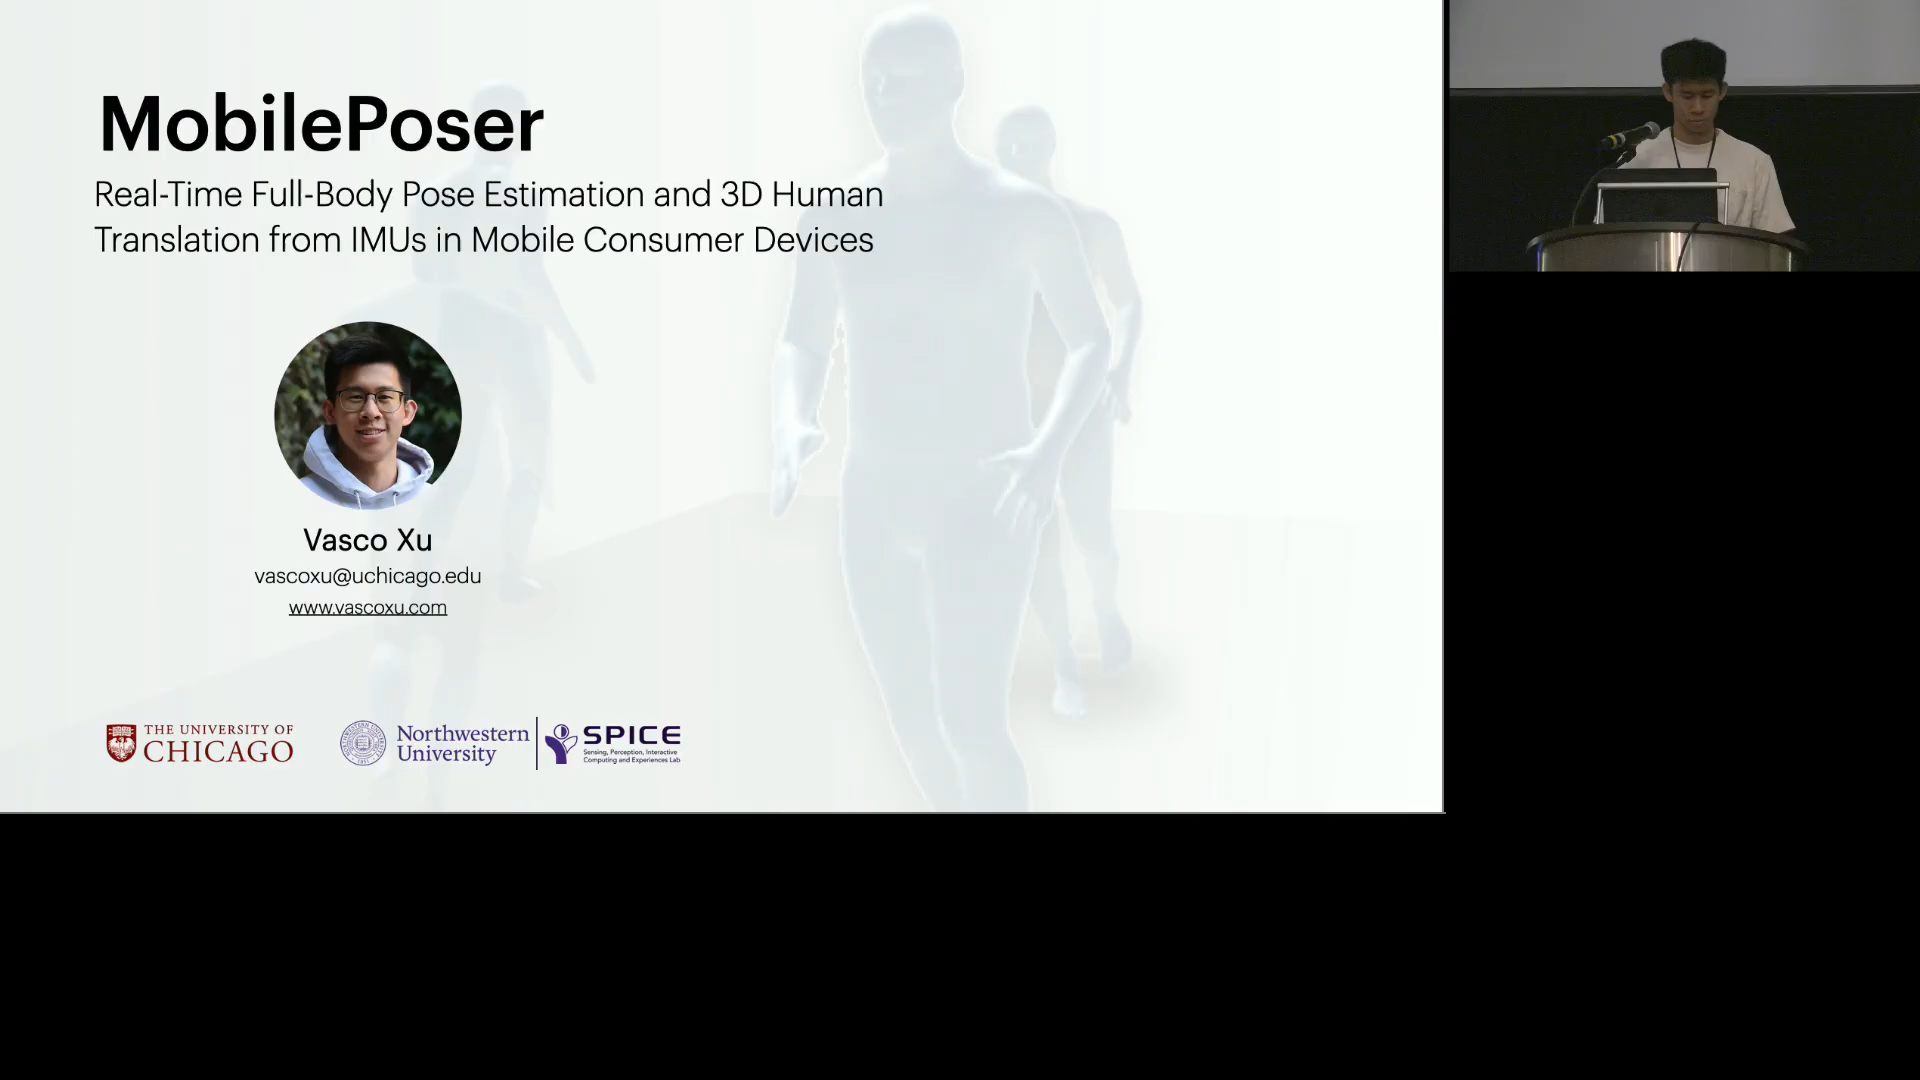 MobilePoser
Real-Time Full-Body Pose Estimation and 3D Human
Translation from IMUs in Mobile Consumer Devices
Vasco Xu
vascoxu@uchicago.edu
www.vascoxu.com
THE UNIVERSITY OF
CHICAGO
Northwestern
University
SPICE
Sensing, Perception, Interactive
Computing and Experiences Lab